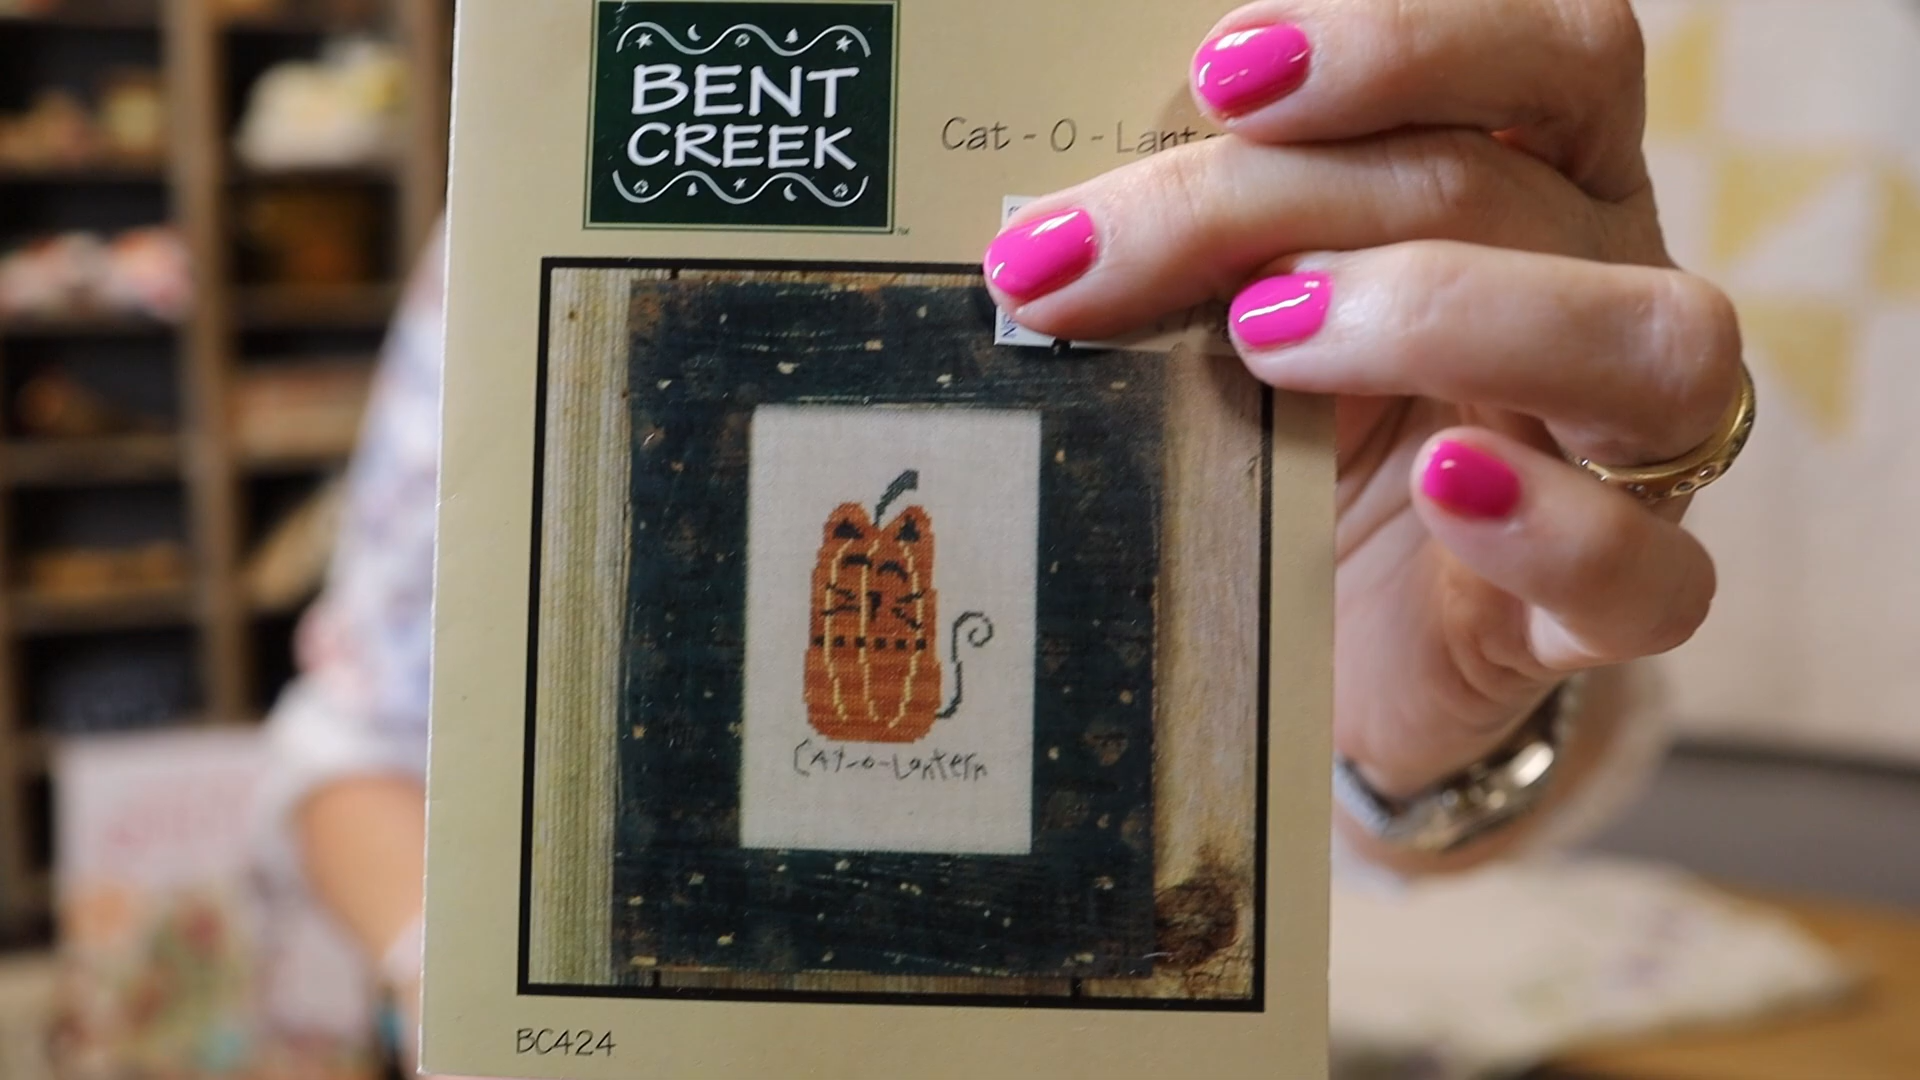 BENT
CREEK
Cat - O - Lant
CAT-O-Lantern
BC424